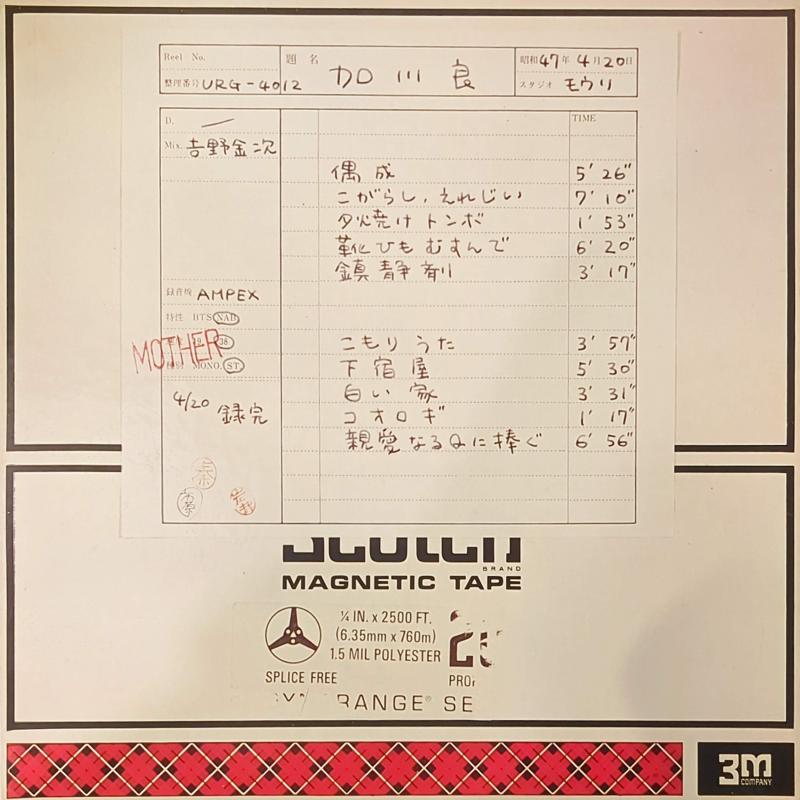 Reel No.
題名
加川良
昭和47年4月20日
整理番号 URG-4012
スタジオ モウリ
D. —
TIME
Mix. 吉野金次
偶成 5' 26"
こがらし,えれじい 7' 10"
夕焼けトンボ 1' 53"
靴ひもむすんで 6' 20"
鎮静剤 3' 17"
録音機 AMPEX
特性 BTS NAB
38
こもりうた 3' 57"
MOTHER
MONO. ST.
下宿屋 5' 30"
白い家 3' 31"
4/20 録完
コオロギ 1' 17"
親愛なるQに捧ぐ 6' 56"
SCOTCH
BRAND
MAGNETIC TAPE
¼ IN. x 2500 FT.
(6.35mm x 760m)
1.5 MIL POLYESTER
SPLICE FREE
RANGE SE
3M
COMPANY